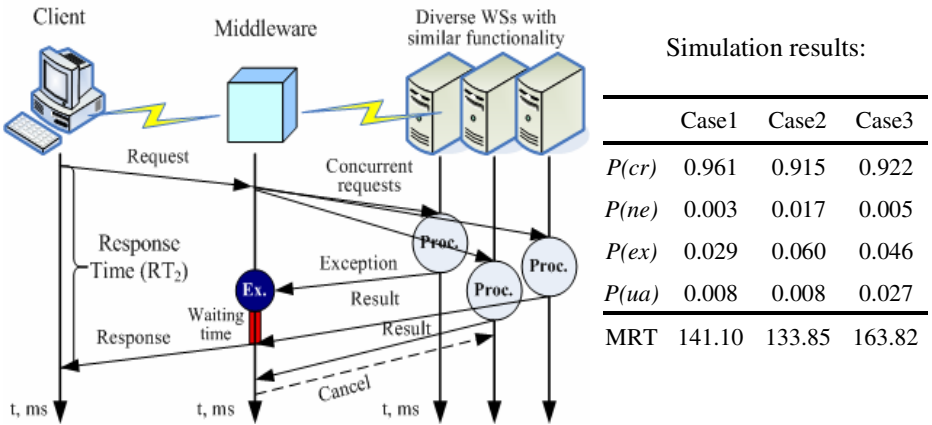 Client
Middleware
Diverse WSs with
similar functionality
Request
Concurrent
requests
Response
Time (RT2)
Proc.
Proc.
Proc.
Exception
Ex.
Result
Waiting
time
Result
Response
Cancel
t, ms
t, ms
t, ms
Simulation results:
Case1 Case2 Case3
P(cr) 0.961 0.915 0.922
P(ne) 0.003 0.017 0.005
P(ex) 0.029 0.060 0.046
P(ua) 0.008 0.008 0.027
MRT 141.10 133.85 163.82